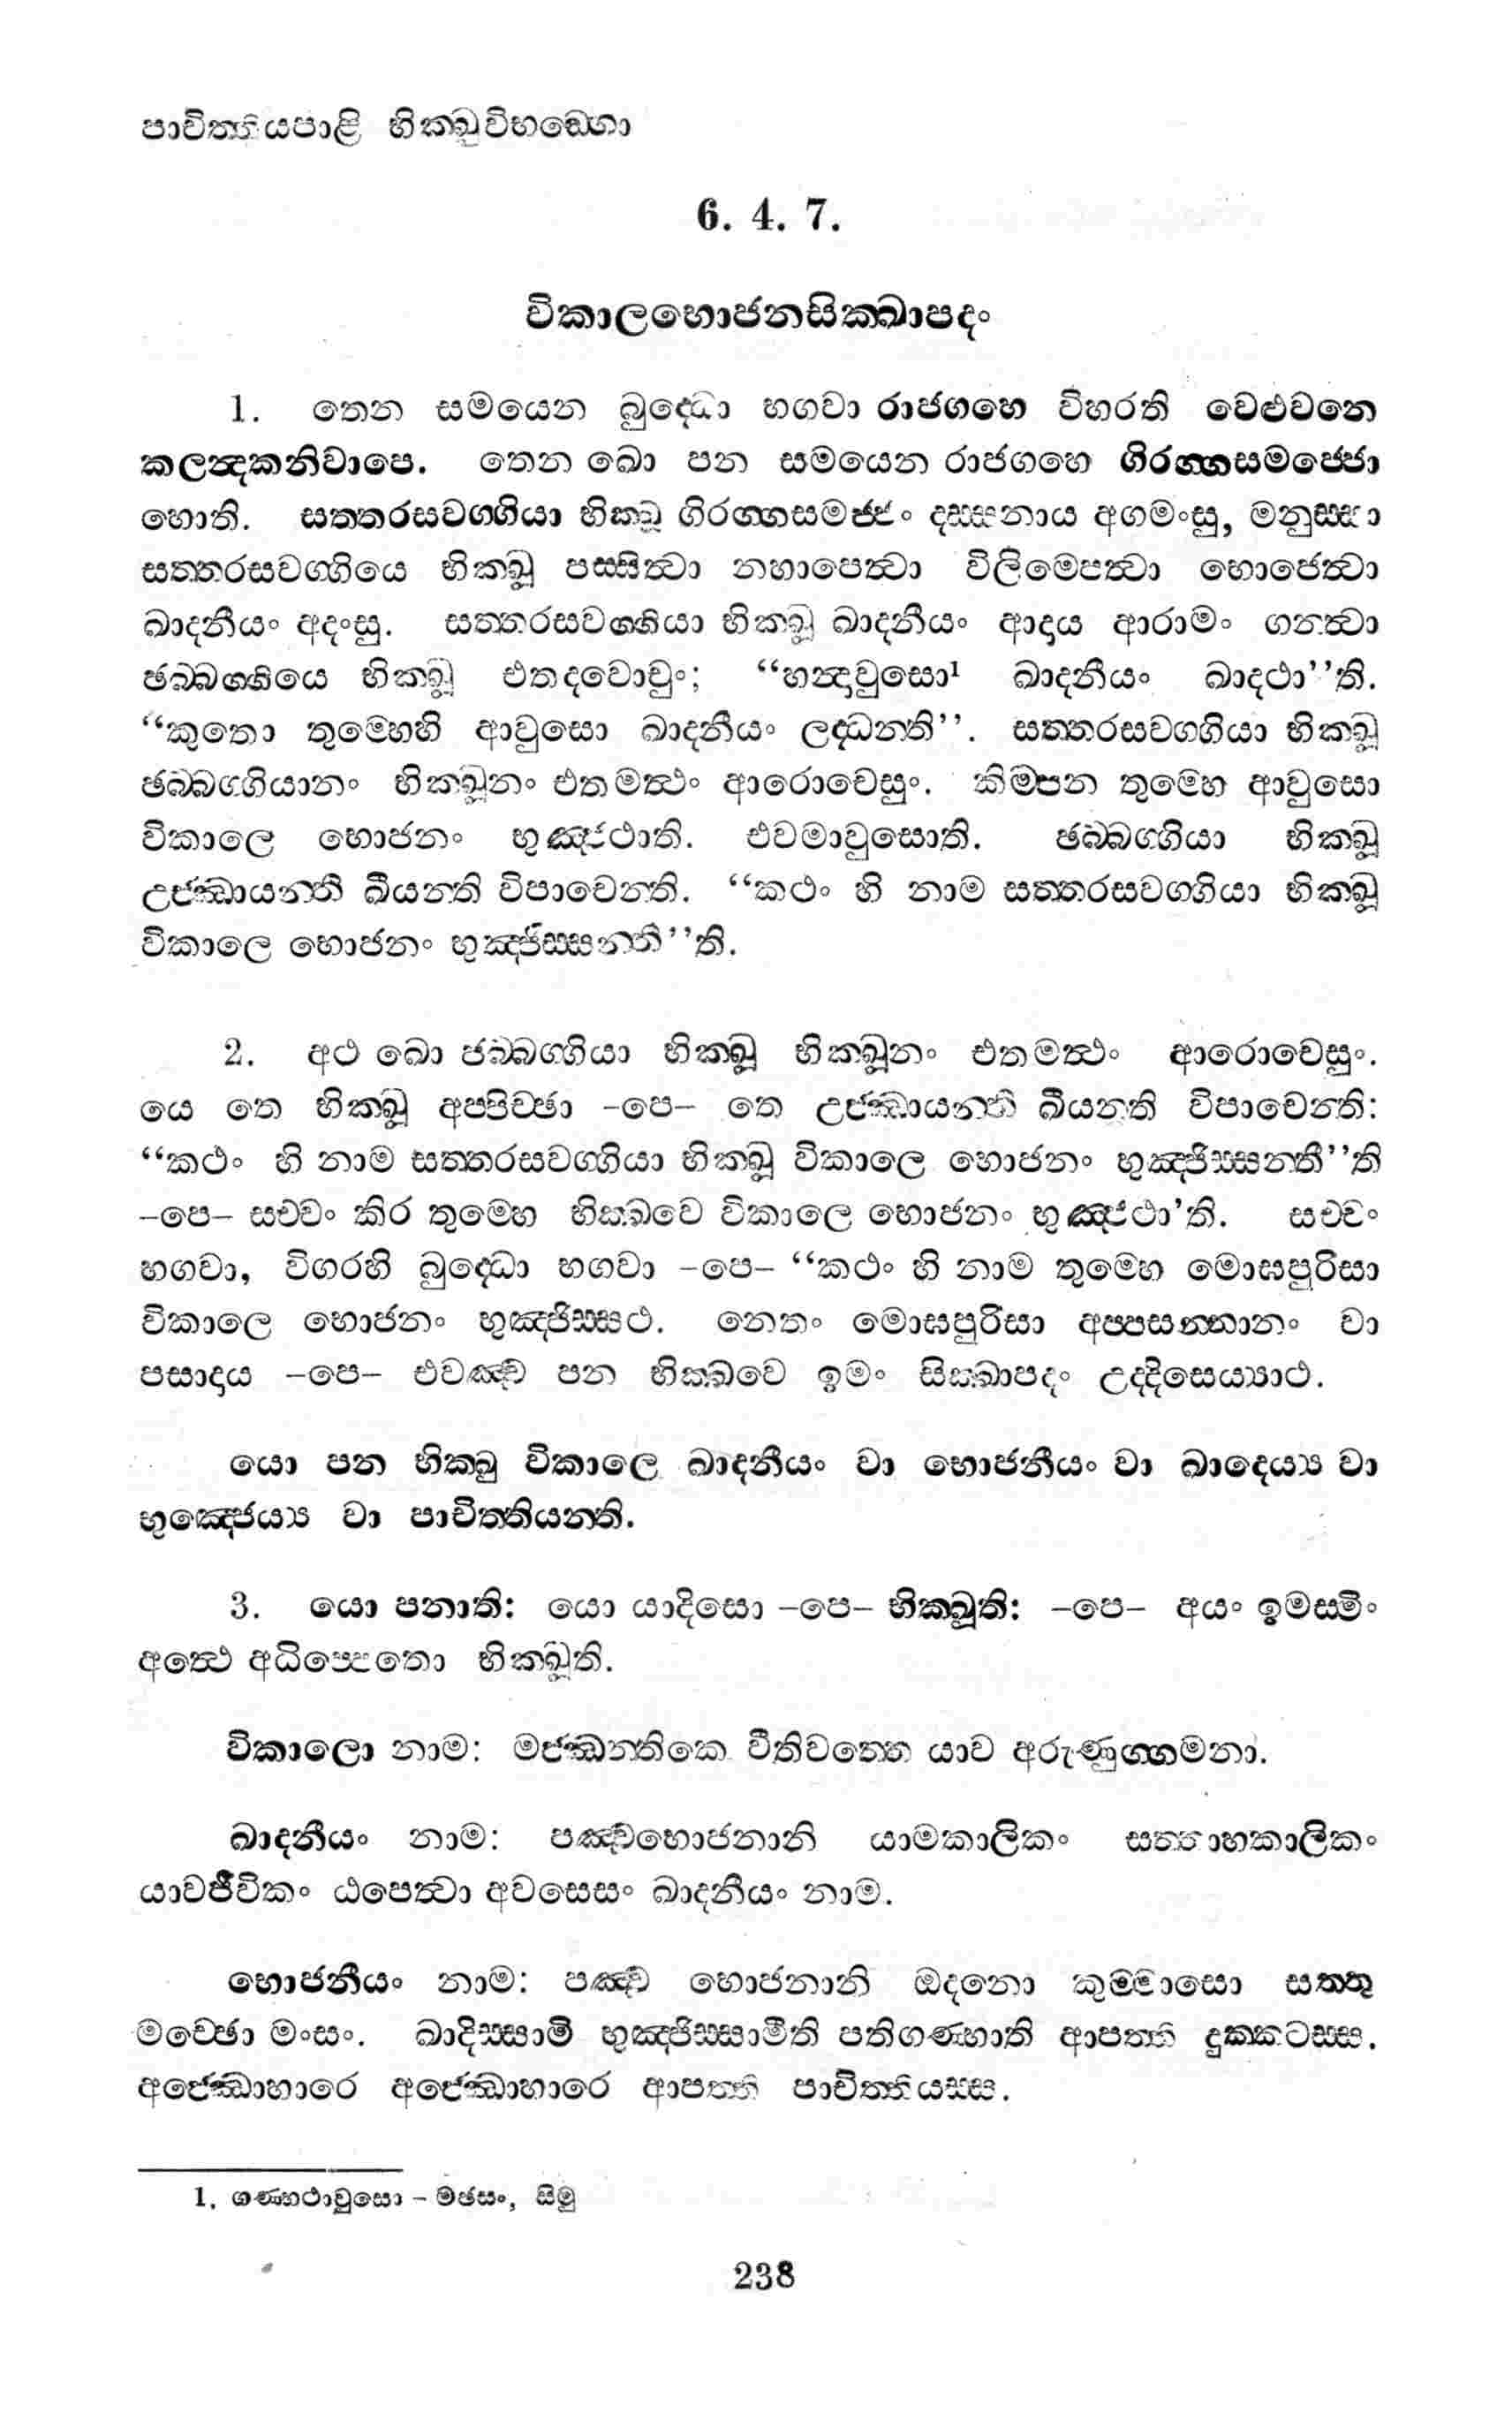 පාචිත්තියපාළි භික්ඛුවිභඞ්ගො
6. 4. 7.
විකාලභොජනසික්ඛාපදං
1. තෙන සමයෙන බුද්ධො භගවා රාජගහෙ විහරති වෙළුවනෙ
කලන්දකනිවාපෙ. තෙන ඛො පන සමයෙන රාජගහෙ ගිරග්ගසමජ්ජො
හොති. සත්තරසවග්ගියා භික්ඛූ ගිරග්ගසමජ්ජං දස්සනාය අගමංසු, මනුස්සා
සත්තරසවග්ගියෙ භික්ඛූ පස්සිත්වා නහාපෙත්වා විලිමෙපත්වා භොජෙත්වා
ඛාදනීයං අදංසු. සත්තරසවග්ගියා භික්ඛූ ඛාදනීයං ආදාය ආරාමං ගන්ත්වා
ඡබ්බග්ගියෙ භික්ඛූ එතදවොචුං; “හන්දාවුසො1 ඛාදනීයං ඛාදථා’’ති.
“කුතො තුම්හෙහි ආවුසො ඛාදනීයං ලද්ධන්ති’’. සත්තරසවග්ගියා භික්ඛූ
ඡබ්බග්ගියානං භික්ඛූනං එතමත්ථං ආරොචෙසුං. කිම්පන තුම්හෙ ආවුසො
විකාලෙ භොජනං භුඤ්ජථාති. එවමාවුසොති. ඡබ්බග්ගියා භික්ඛූ
උජ්ඣායන්ති ඛීයන්ති විපාචෙන්ති. “කථං හි නාම සත්තරසවග්ගියා භික්ඛූ
විකාලෙ භොජනං භුඤ්ජිස්සන්තී’’ති.
2. අථ ඛො ඡබ්බග්ගියා භික්ඛූ භික්ඛූනං එතමත්ථං ආරොචෙසුං.
යෙ තෙ භික්ඛූ අප්පිච්ඡා –පෙ– තෙ උජ්ඣායන්ති ඛීයන්ති විපාචෙන්ති:
“කථං හි නාම සත්තරසවග්ගියා භික්ඛූ විකාලෙ භොජනං භුඤ්ජිස්සන්තී’’ති
–පෙ– සච්චං කිර තුම්හෙ භික්ඛවෙ විකාලෙ භොජනං භුඤ්ජථා’ති. සච්චං
භගවා, විගරහි බුද්ධො භගවා –පෙ– “කථං හි නාම තුම්හෙ මොඝපුරිසා
විකාලෙ භොජනං භුඤ්ජිස්සථ. නෙතං මොඝපුරිසා අප්පසන්නානං වා
පසාදාය –පෙ– එවඤ්ච පන භික්ඛවෙ ඉමං සික්ඛාපදං උද්දිසෙය්‍යාථ.
යො පන භික්ඛු විකාලෙ ඛාදනීයං වා භොජනීයං වා ඛාදෙය්‍ය වා
භුඤ්ජෙය්‍ය වා පාචිත්තියන්ති.
3. යො පනාති: යො යාදිසො –පෙ– භික්ඛූති: –පෙ– අයං ඉමස්මිං
අත්ථෙ අධිප්පෙතො භික්ඛූති.
විකාලො නාම: මජ්ඣන්තිකෙ වීතිවත්තෙ යාව අරුණුග්ගමනා.
ඛාදනීයං නාම: පඤ්චභොජනානි යාමකාලිකං සත්තාහකාලිකං
යාවජීවිකං ඨපෙත්වා අවසෙසං ඛාදනීයං නාම.
භොජනීයං නාම: පඤ්ච භොජනානි ඔදනො කුම්මාසො සත්තු
මච්ඡො මංසං. ඛාදිස්සාමි භුඤ්ජිස්සාමීති පතිගණ්හාති ආපත්ති දුක්කටස්ස.
අජ්ඣොහාරෙ අජ්ඣොහාරෙ ආපත්ති පාචිත්තියස්ස.
1. ගණ්හථාවුසො – මඡසං, සිමු
238